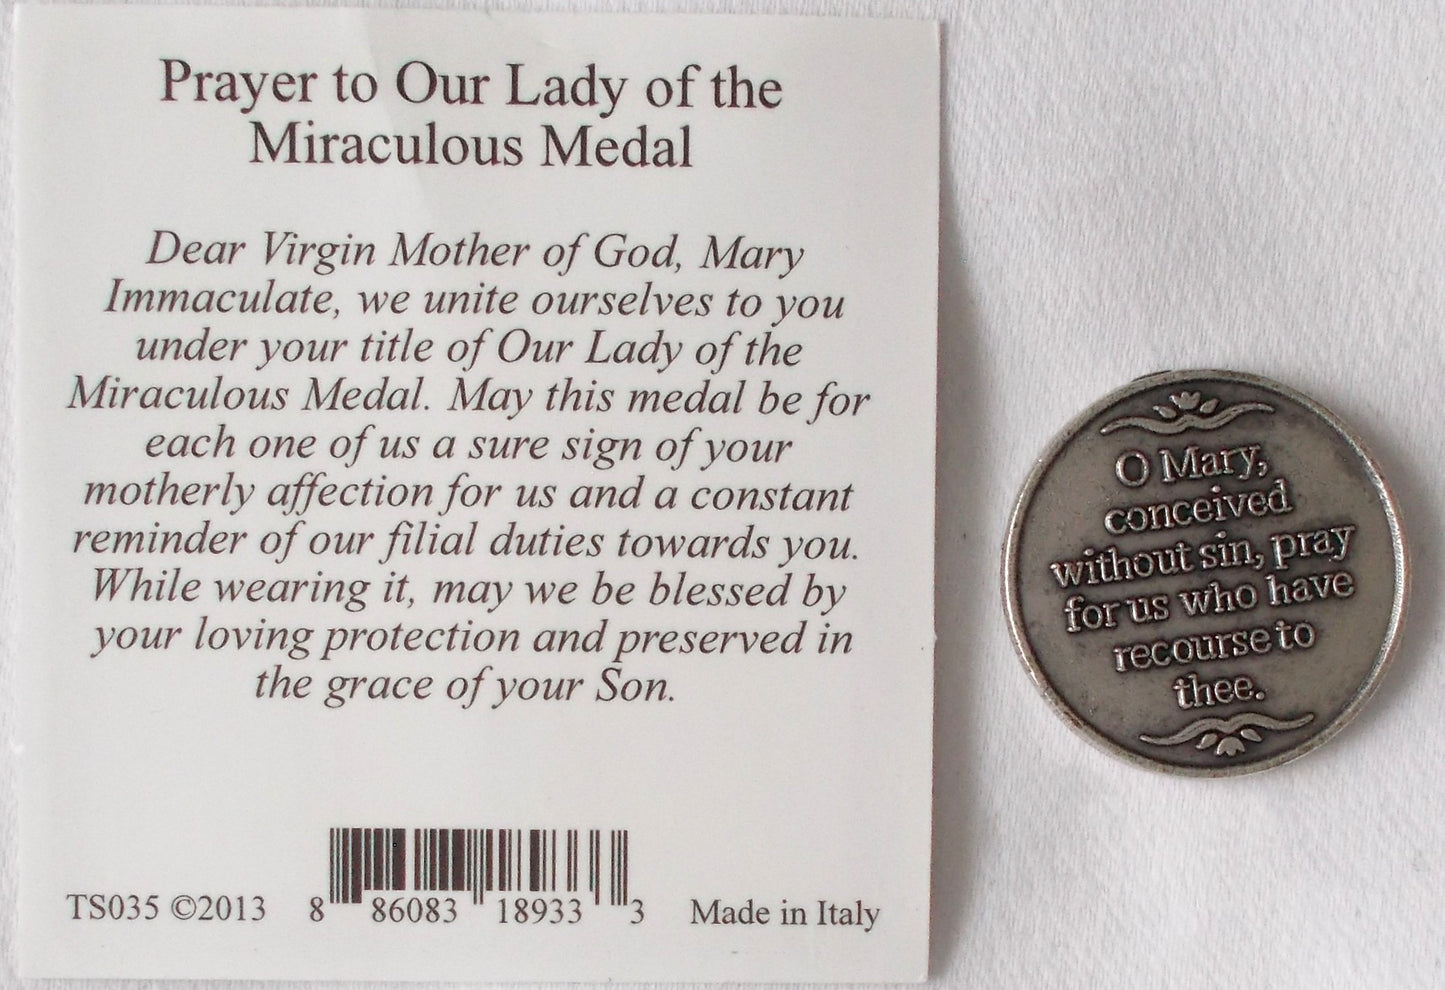 Prayer to Our Lady of the
Miraculous Medal
Dear Virgin Mother of God, Mary
Immaculate, we unite ourselves to you
under your title of Our Lady of the
Miraculous Medal. May this medal be for
each one of us a sure sign of your
motherly affection for us and a constant
reminder of our filial duties towards you.
While wearing it, may we be blessed by
your loving protection and preserved in
the grace of your Son.
TS035 ©2013
8 86083 18933 3
Made in Italy
O Mary,
conceived
without sin, pray
for us who have
recourse to
thee.